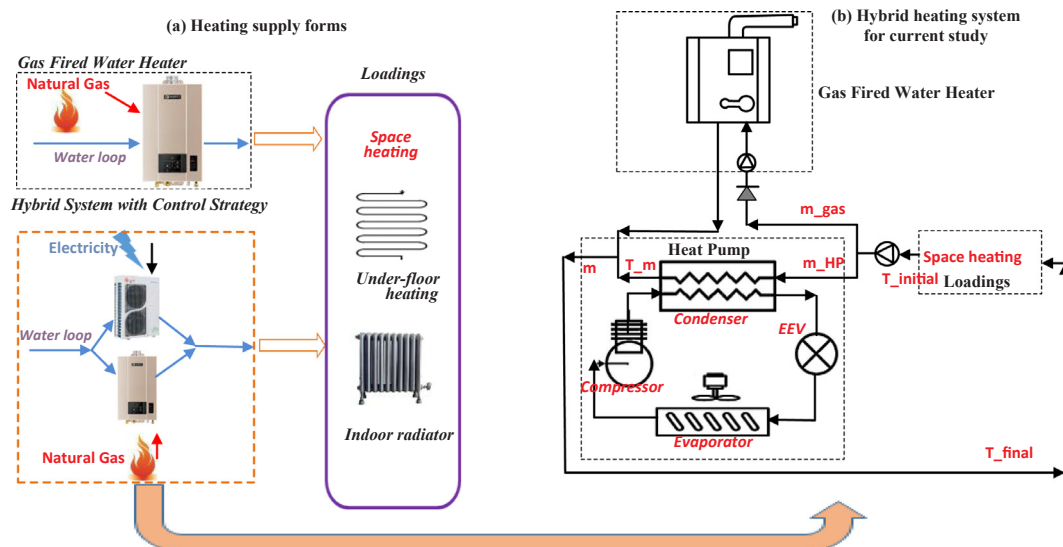 (a) Heating supply forms
Gas Fired Water Heater
Natural Gas
Water loop
Hybrid System with Control Strategy
Electricity
Water loop
Natural Gas
Loadings
Space
heating
Under-floor
heating
Indoor radiator
(b) Hybrid heating system
for current study
Gas Fired Water Heater
m_gas
Heat Pump
m
T_m
m_HP
Space heating
T_initial
Loadings
Condenser
EEV
Compressor
Evaporator
T_final